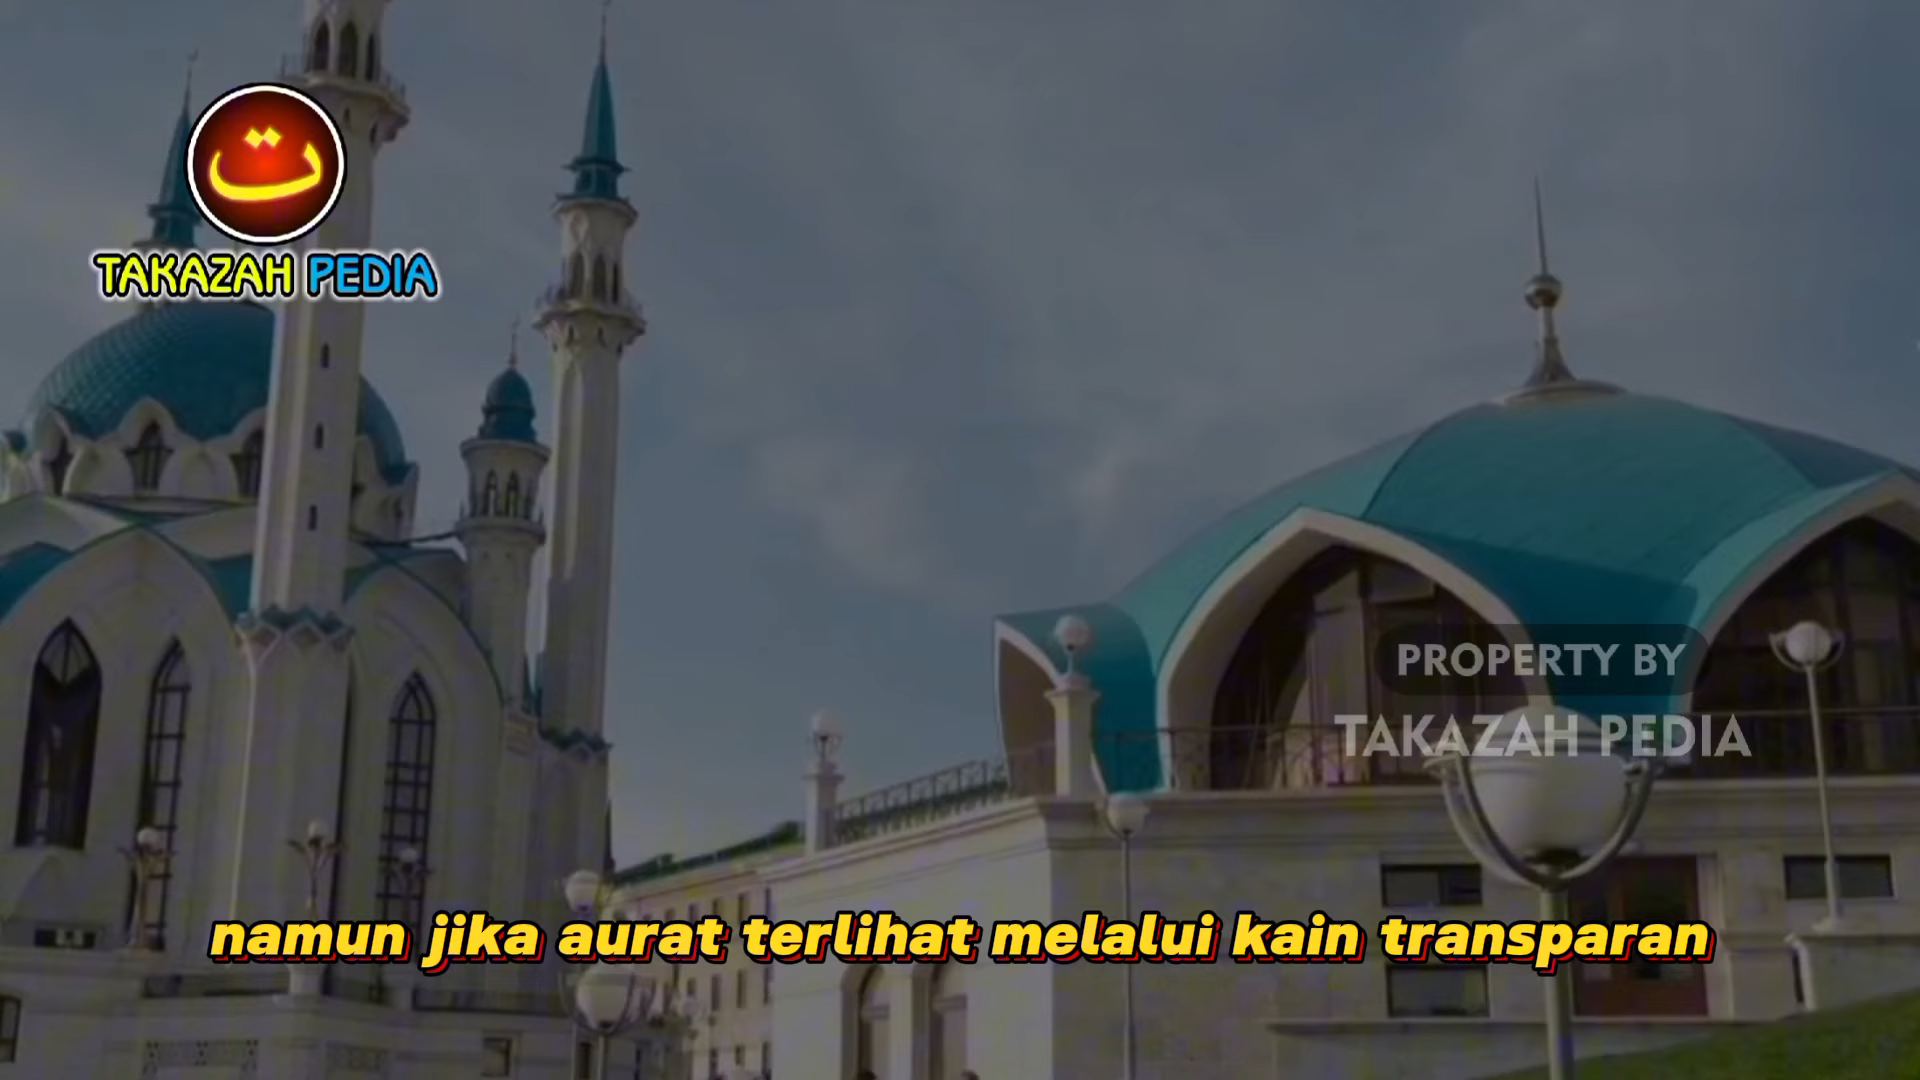 ت
TAKAZAH PEDIA
PROPERTY BY
TAKAZAH PEDIA
namun jika aurat terlihat melalui kain transparan